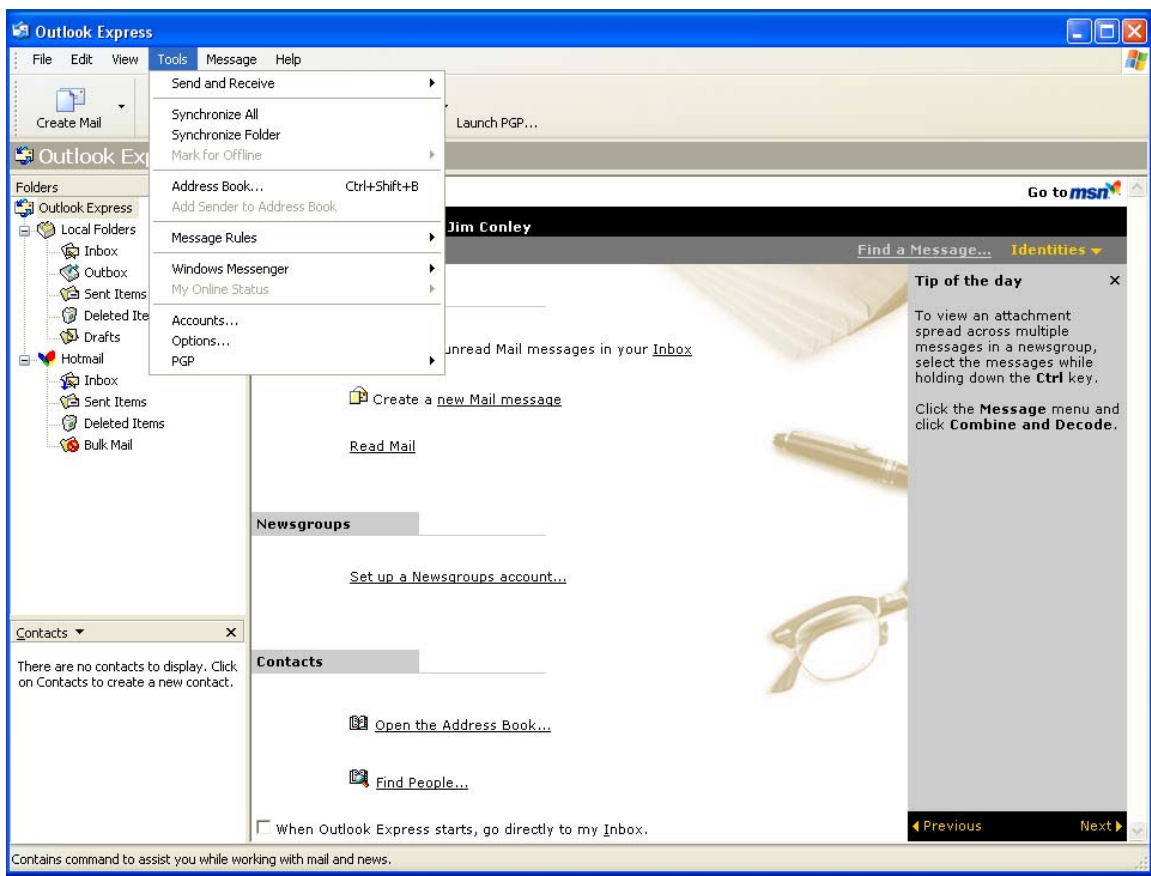 Outlook Express
File Edit View Tools Message Help
Create Mail
Launch PGP...
Send and Receive
Synchronize All
Synchronize Folder
Mark for Offline
Address Book... Ctrl+Shift+B
Add Sender to Address Book
Message Rules
Windows Messenger
My Online Status
Accounts...
Options...
PGP
Outlook Exp
Folders
Outlook Express
Local Folders
Inbox
Outbox
Sent Items
Deleted Ite
Drafts
Hotmail
Inbox
Sent Items
Deleted Items
Bulk Mail
Contacts
There are no contacts to display. Click
on Contacts to create a new contact.
Go to msn
Jim Conley
Find a Message... Identities
unread Mail messages in your Inbox
Create a new Mail message
Read Mail
Newsgroups
Set up a Newsgroups account...
Contacts
Open the Address Book...
Find People...
When Outlook Express starts, go directly to my Inbox.
Tip of the day
To view an attachment
spread across multiple
messages in a newsgroup,
select the messages while
holding down the Ctrl key.
Click the Message menu and
click Combine and Decode.
Previous Next
Contains command to assist you while working with mail and news.